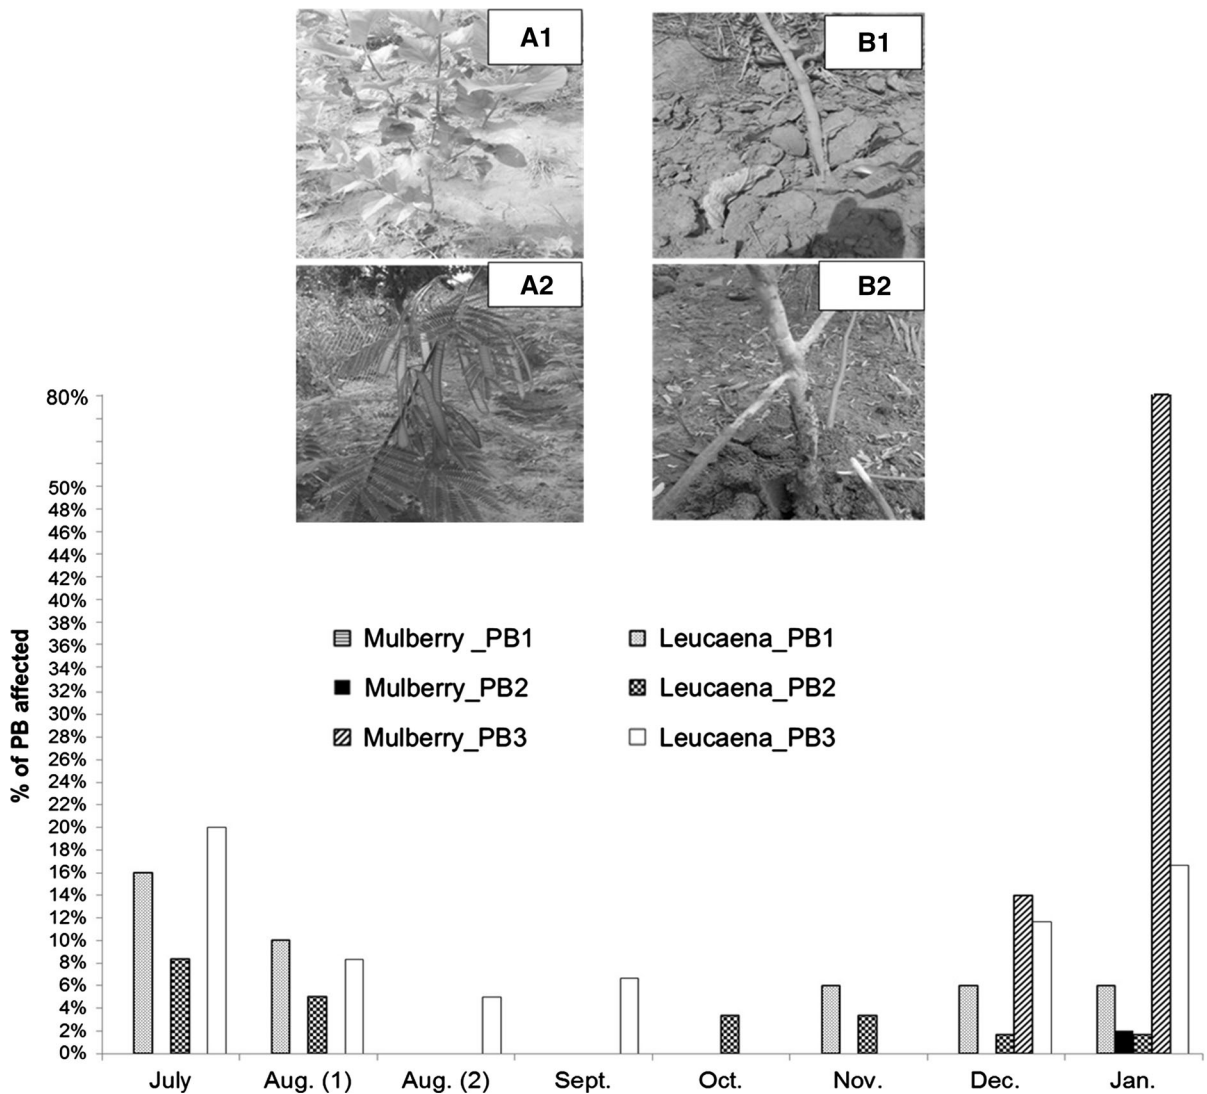 A1
B1
A2
B2
80%
50%
48%
46%
44%
42%
40%
38%
36%
34%
32%
30%
28%
26%
24%
22%
20%
18%
16%
14%
12%
10%
8%
6%
4%
2%
0%
% of PB affected
Mulberry _PB1
Leucaena_PB1
Mulberry_PB2
Leucaena_PB2
Mulberry_PB3
Leucaena_PB3
July Aug. (1) Aug. (2) Sept. Oct. Nov. Dec. Jan.